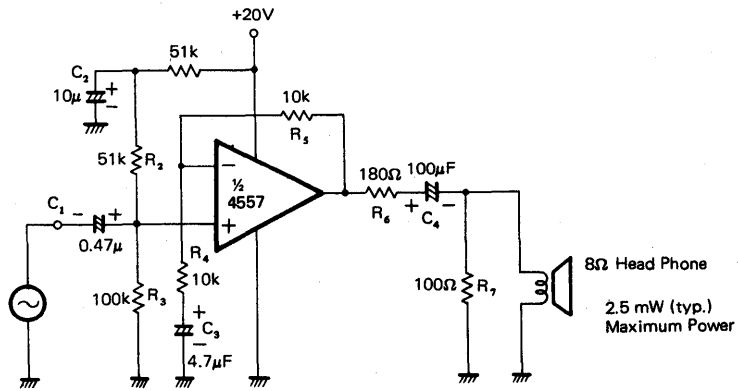 +20V
51k
C₂
+
10μ
−
10k
R₅
51k R₂
−
½
4557
+
180Ω
100μF
R₆
+
C₄
−
C₁
−
+
0.47μ
R₄
10k
100k R₃
+
C₃
−
4.7μF
100Ω R₇
8Ω Head Phone
2.5 mW (typ.)
Maximum Power